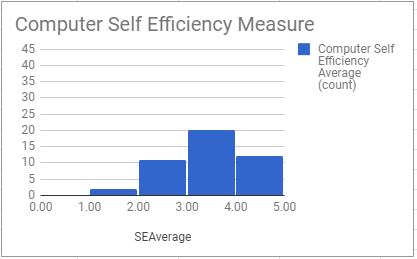 Computer Self Efficiency Measure
45
40
35
30
25
20
15
10
5
0
0.00 1.00 2.00 3.00 4.00 5.00
SEAverage
Computer Self
Efficiency
Average
(count)